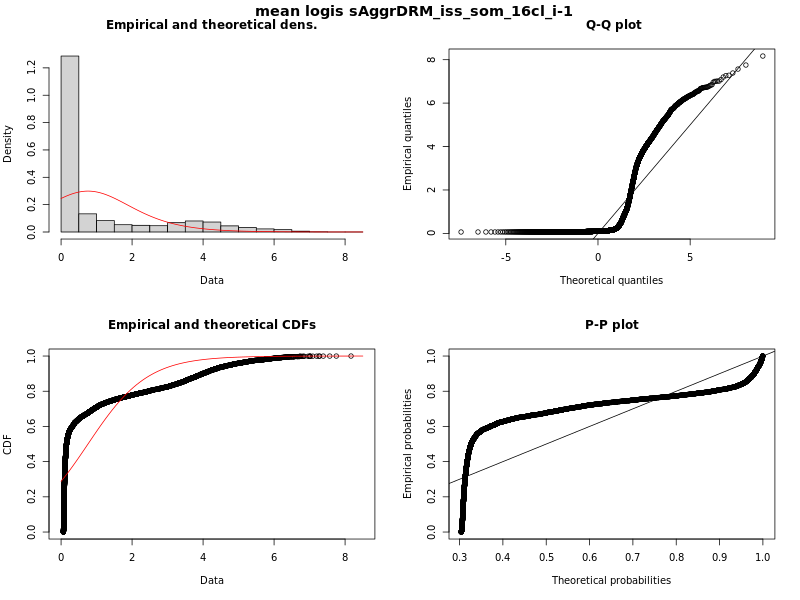 mean logis sAggrDRM_iss_som_16cl_i-1
Empirical and theoretical dens.
Density
0.0 0.2 0.4 0.6 0.8 1.0 1.2
0 2 4 6 8
Data
Q-Q plot
Empirical quantiles
0 2 4 6 8
-5 0 5
Theoretical quantiles
Empirical and theoretical CDFs
CDF
0.0 0.2 0.4 0.6 0.8 1.0
0 2 4 6 8
Data
P-P plot
Empirical probabilities
0.0 0.2 0.4 0.6 0.8 1.0
0.3 0.4 0.5 0.6 0.7 0.8 0.9 1.0
Theoretical probabilities